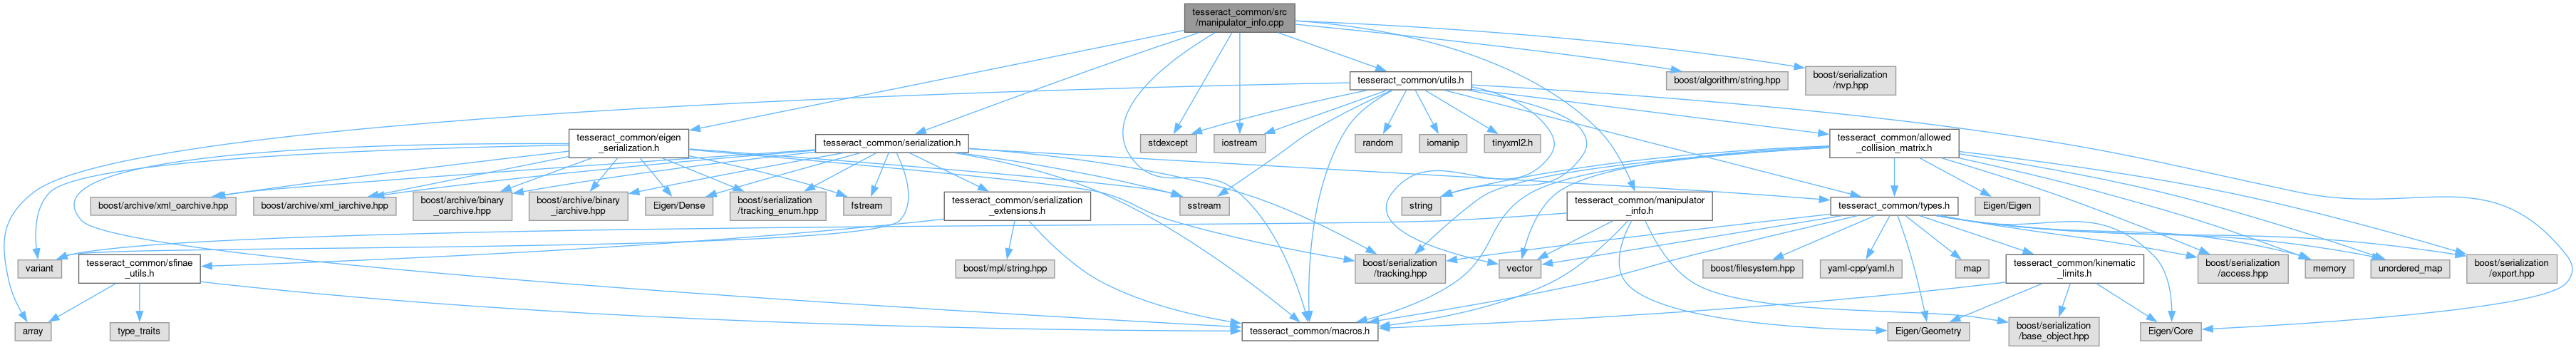 tesseract_common/src
/manipulator_info.cpp
tesseract_common/utils.h
boost/algorithm/string.hpp
boost/serialization
/nvp.hpp
tesseract_common/eigen
_serialization.h
tesseract_common/serialization.h
stdexcept
iostream
random
iomanip
tinyxml2.h
tesseract_common/allowed
_collision_matrix.h
boost/archive/xml_oarchive.hpp
boost/archive/xml_iarchive.hpp
boost/archive/binary
_oarchive.hpp
boost/archive/binary
_iarchive.hpp
Eigen/Dense
boost/serialization
/tracking_enum.hpp
fstream
tesseract_common/serialization
_extensions.h
sstream
string
tesseract_common/manipulator
_info.h
tesseract_common/types.h
Eigen/Eigen
variant
tesseract_common/sfinae
_utils.h
boost/mpl/string.hpp
boost/serialization
/tracking.hpp
vector
boost/filesystem.hpp
yaml-cpp/yaml.h
map
tesseract_common/kinematic
_limits.h
boost/serialization
/access.hpp
memory
unordered_map
boost/serialization
/export.hpp
array
type_traits
tesseract_common/macros.h
Eigen/Geometry
boost/serialization
/base_object.hpp
Eigen/Core